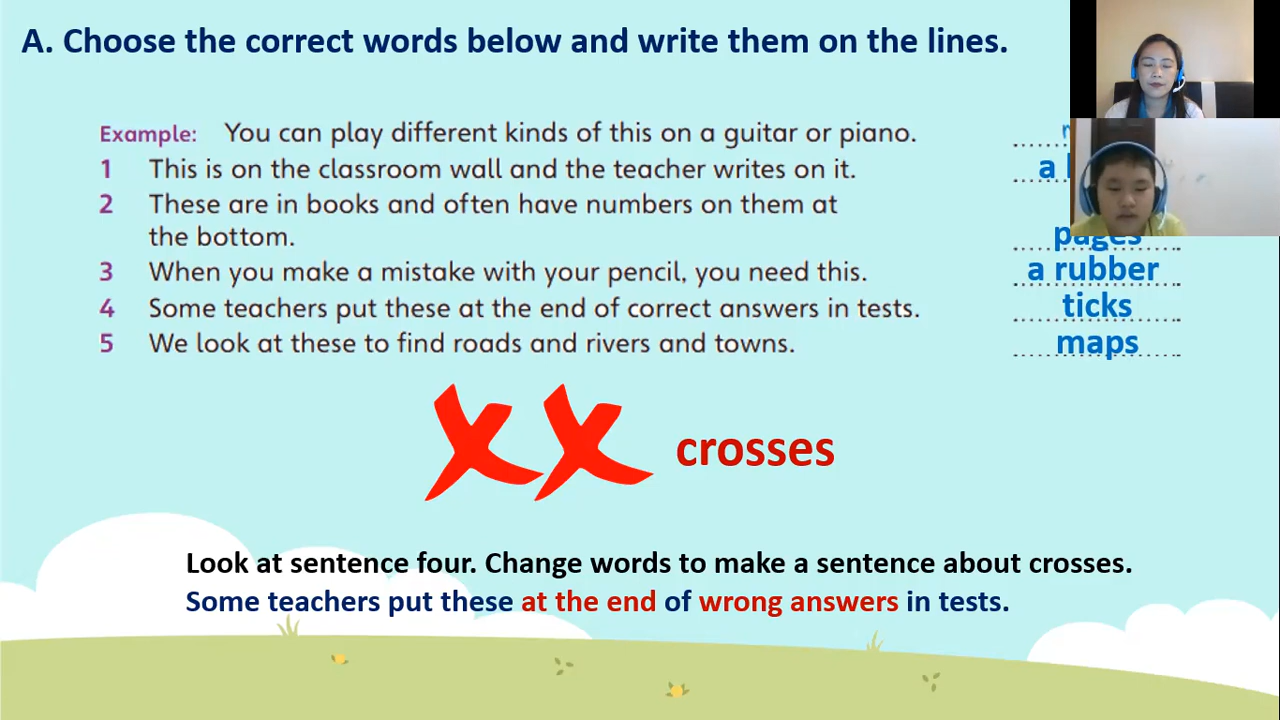 A. Choose the correct words below and write them on the lines.
Example: You can play different kinds of this on a guitar or piano.
1 This is on the classroom wall and the teacher writes on it. a
2 These are in books and often have numbers on them at
the bottom. pages
3 When you make a mistake with your pencil, you need this. a rubber
4 Some teachers put these at the end of correct answers in tests. ticks
5 We look at these to find roads and rivers and towns. maps
crosses
Look at sentence four. Change words to make a sentence about crosses.
Some teachers put these at the end of wrong answers in tests.